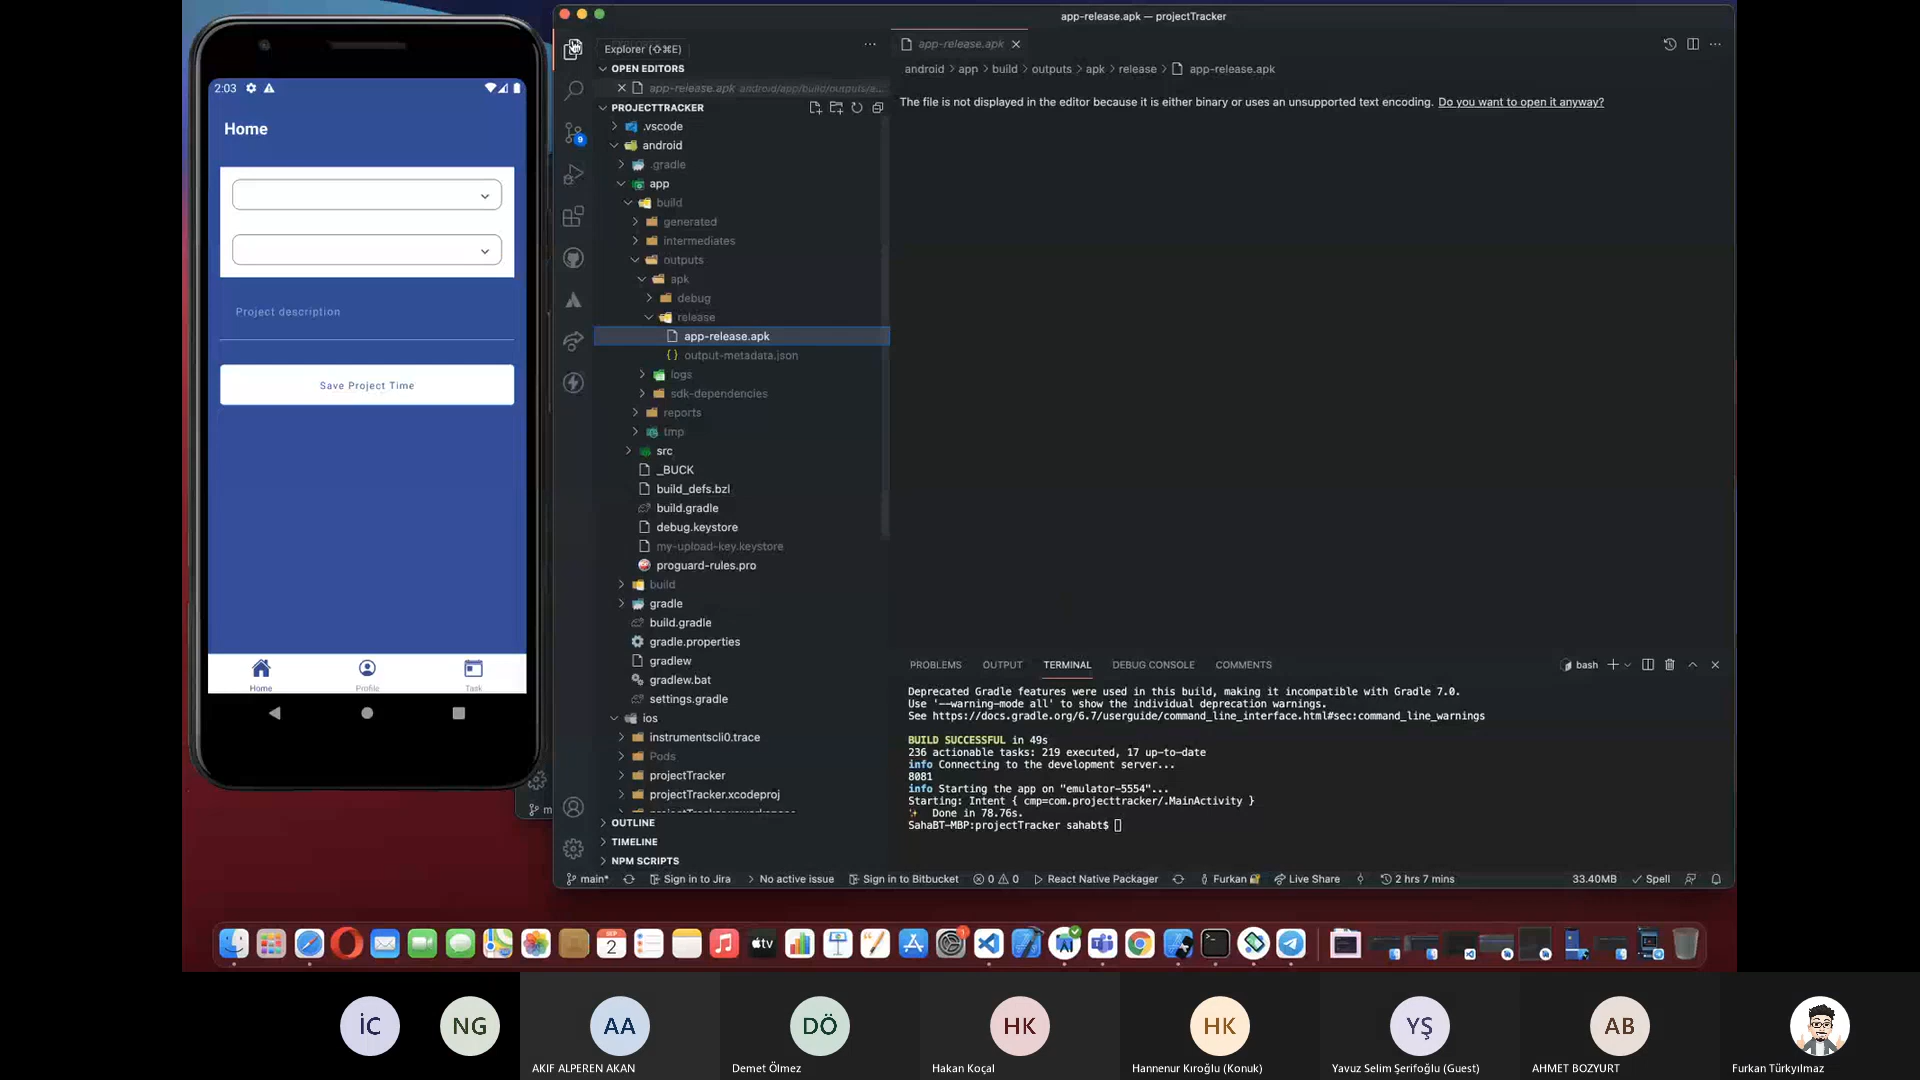 2:03
Home
Project description
Save Project Time
Home
Profile
Task
app-release.apk — projectTracker
Explorer (⇧⌘E)
OPEN EDITORS
app-release.apk android/app/build/outputs/e...
PROJECTTRACKER
.vscode
android
.gradle
app
build
generated
intermediates
outputs
apk
debug
release
app-release.apk
output-metadata.json
logs
sdk-dependencies
reports
tmp
src
_BUCK
build_defs.bzl
build.gradle
debug.keystore
my-upload-key.keystore
proguard-rules.pro
build
gradle
build.gradle
gradle.properties
gradlew
gradlew.bat
settings.gradle
ios
instrumentscli0.trace
Pods
projectTracker
projectTracker.xcodeproj
OUTLINE
TIMELINE
NPM SCRIPTS
app-release.apk
android > app > build > outputs > apk > release > app-release.apk
The file is not displayed in the editor because it is either binary or uses an unsupported text encoding. Do you want to open it anyway?
PROBLEMS OUTPUT TERMINAL DEBUG CONSOLE COMMENTS
bash
Deprecated Gradle features were used in this build, making it incompatible with Gradle 7.0.
Use '--warning-mode all' to show the individual deprecation warnings.
See https://docs.gradle.org/6.7/userguide/command_line_interface.html#sec:command_line_warnings
BUILD SUCCESSFUL in 49s
236 actionable tasks: 219 executed, 17 up-to-date
info Connecting to the development server...
8081
info Starting the app on "emulator-5554"...
Starting: Intent { cmp=com.projecttracker/.MainActivity }
✨ Done in 78.76s.
SahaBT-MBP:projectTracker sahabt$
main* Sign in to Jira No active issue Sign in to Bitbucket 0 0 React Native Packager Furkan Live Share 2 hrs 7 mins 33.40MB Spell
9
SEP
2
tv
1
İC
NG
AA
AKIF ALPEREN AKAN
DÖ
Demet Ölmez
HK
Hakan Koçal
HK
Hannenur Kıroğlu (Konuk)
YŞ
Yavuz Selim Şerifoğlu (Guest)
AB
AHMET BOZYURT
Furkan Türkyılmaz